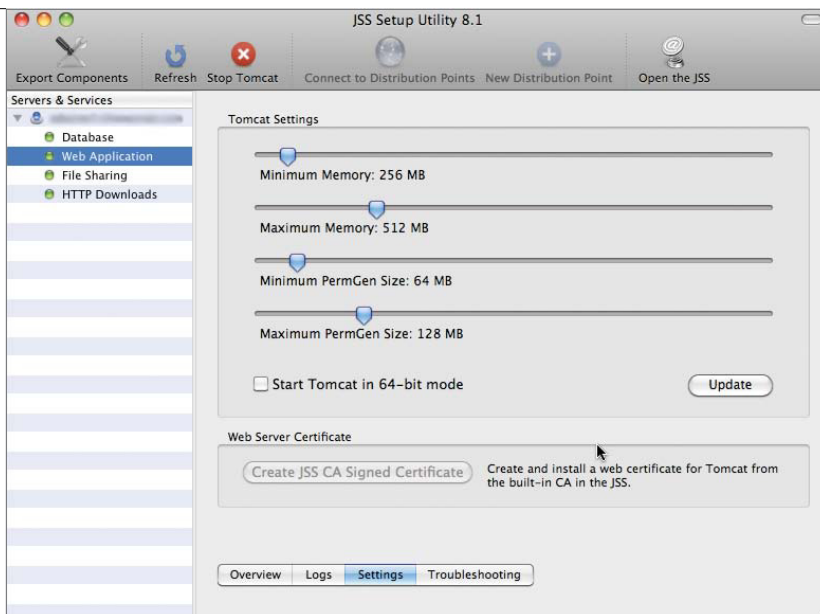 JSS Setup Utility 8.1
Export Components
Refresh
Stop Tomcat
Connect to Distribution Points
New Distribution Point
Open the JSS
Servers & Services
Database
Web Application
File Sharing
HTTP Downloads
Tomcat Settings
Minimum Memory: 256 MB
Maximum Memory: 512 MB
Minimum PermGen Size: 64 MB
Maximum PermGen Size: 128 MB
Start Tomcat in 64-bit mode
Update
Web Server Certificate
Create JSS CA Signed Certificate
Create and install a web certificate for Tomcat from
the built-in CA in the JSS.
Overview
Logs
Settings
Troubleshooting